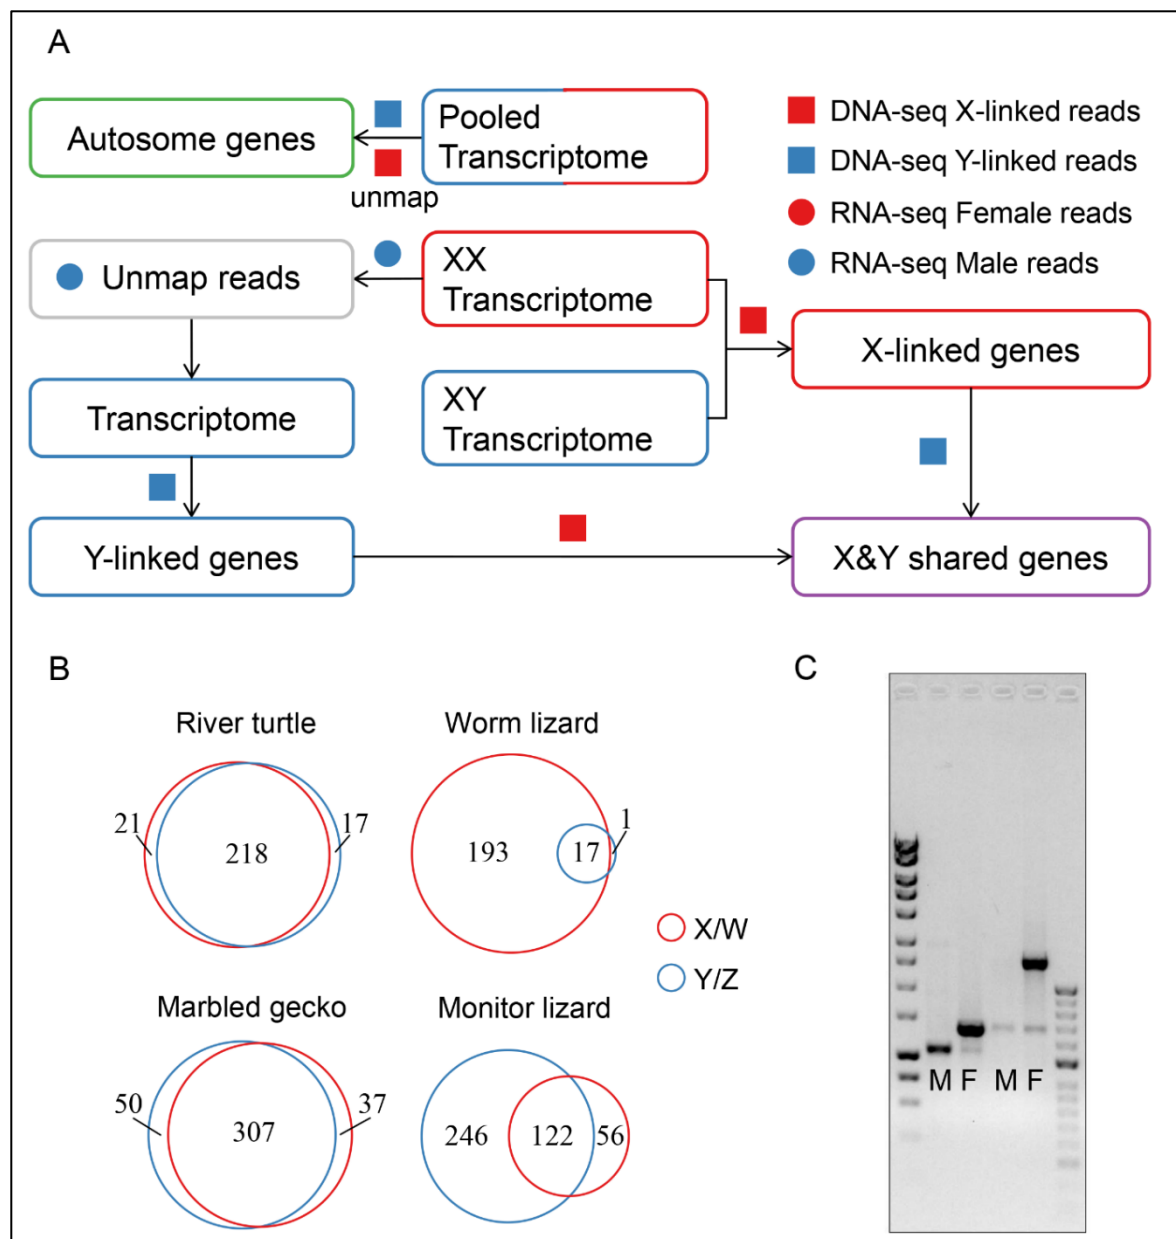 A
Autosome genes
unmap
Pooled
Transcriptome
DNA-seq X-linked reads
DNA-seq Y-linked reads
RNA-seq Female reads
RNA-seq Male reads
Unmap reads
XX
Transcriptome
X-linked genes
Transcriptome
XY
Transcriptome
Y-linked genes
X&Y shared genes
B
River turtle
21
218
17
Worm lizard
193
17
1
X/W
Y/Z
Marbled gecko
50
307
37
Monitor lizard
246
122
56
C
M F M F